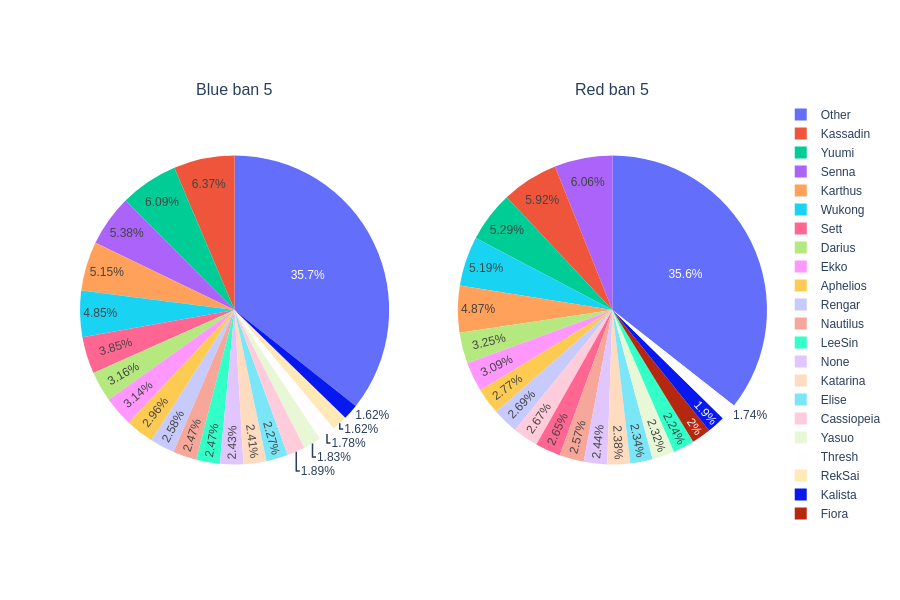 Blue ban 5
Red ban 5
6.37%
6.09%
5.38%
5.15%
4.85%
3.85%
3.16%
3.14%
2.96%
2.58%
2.47%
2.47%
2.43%
2.41%
2.27%
1.89%
1.83%
1.78%
1.62%
1.62%
35.7%
6.06%
5.92%
5.29%
5.19%
4.87%
3.25%
3.09%
2.77%
2.69%
2.67%
2.65%
2.57%
2.44%
2.38%
2.34%
2.32%
2.24%
2%
1.9%
1.74%
35.6%
Other
Kassadin
Yuumi
Senna
Karthus
Wukong
Sett
Darius
Ekko
Aphelios
Rengar
Nautilus
LeeSin
None
Katarina
Elise
Cassiopeia
Yasuo
Thresh
RekSai
Kalista
Fiora